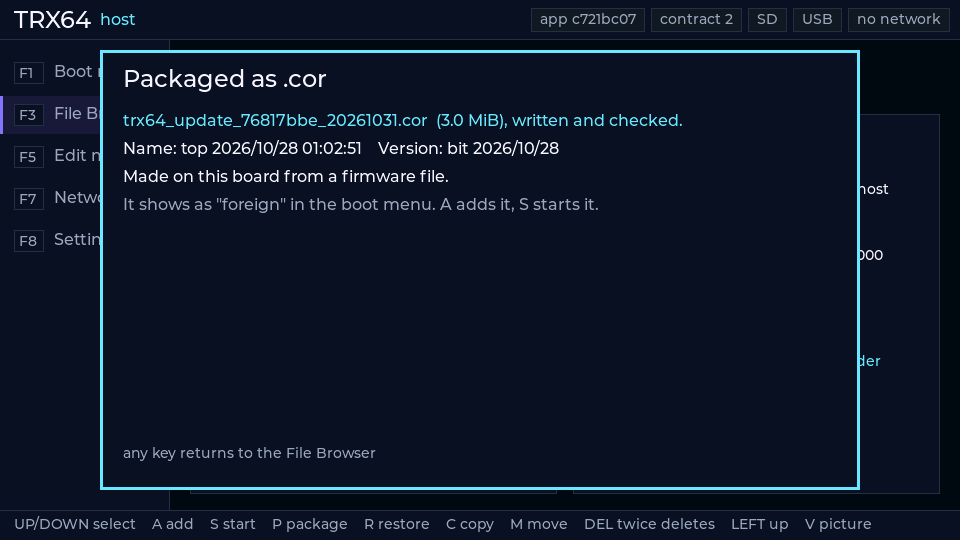 TRX64 host
app c721bc07 contract 2 SD USB no network
F1 Boot
F3 File B
F5 Edit
F7 Netw
F8 Settin
Packaged as .cor
trx64_update_76817bbe_20261031.cor (3.0 MiB), written and checked.
Name: top 2026/10/28 01:02:51 Version: bit 2026/10/28
Made on this board from a firmware file.
It shows as "foreign" in the boot menu. A adds it, S starts it.
any key returns to the File Browser
UP/DOWN select A add S start P package R restore C copy M move DEL twice deletes LEFT up V picture